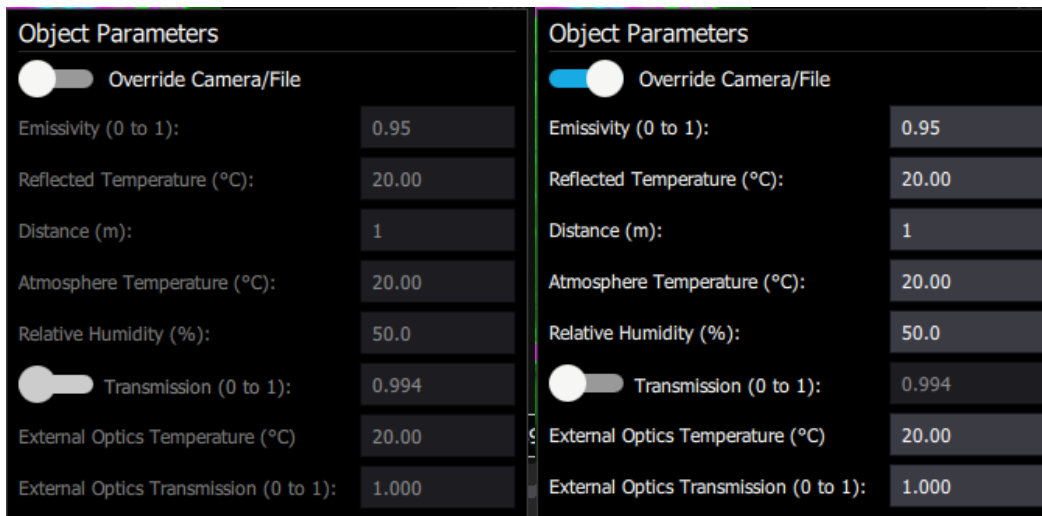 Object Parameters
Override Camera/File
Emissivity (0 to 1): 0.95
Reflected Temperature (°C): 20.00
Distance (m): 1
Atmosphere Temperature (°C): 20.00
Relative Humidity (%): 50.0
Transmission (0 to 1): 0.994
External Optics Temperature (°C) 20.00
External Optics Transmission (0 to 1): 1.000
Object Parameters
Override Camera/File
Emissivity (0 to 1): 0.95
Reflected Temperature (°C): 20.00
Distance (m): 1
Atmosphere Temperature (°C): 20.00
Relative Humidity (%): 50.0
Transmission (0 to 1): 0.994
External Optics Temperature (°C) 20.00
External Optics Transmission (0 to 1): 1.000